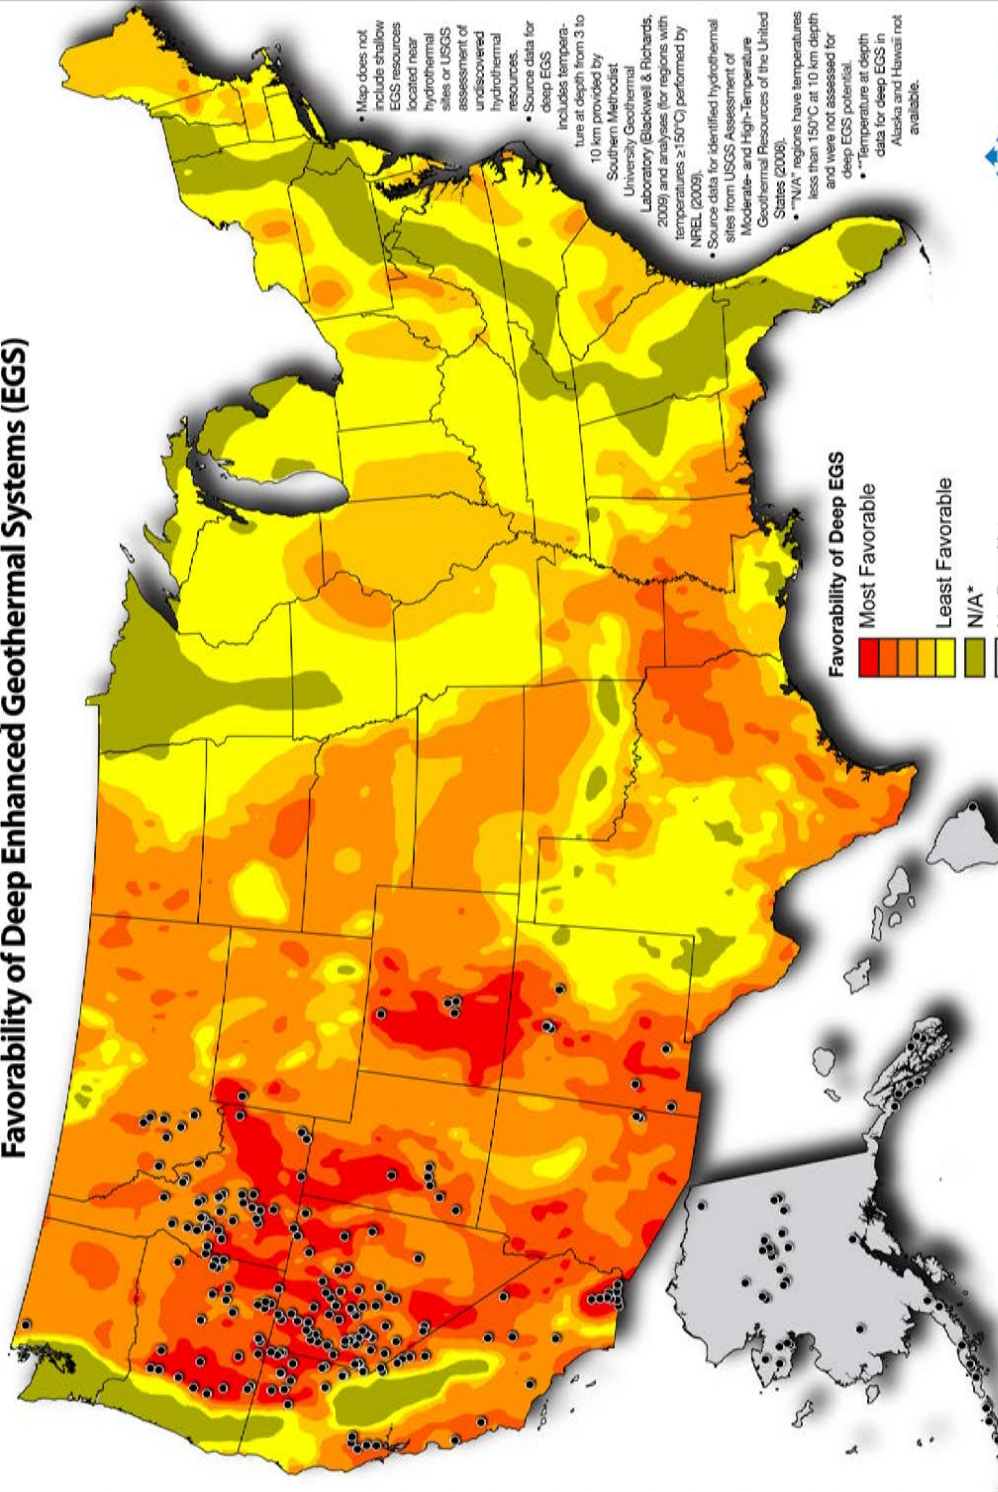 Favorability of Deep Enhanced Geothermal Systems (EGS)
• Map does not
include shallow
EGS resources
located near
hydrothermal
sites or USGS
assessment of
undiscovered
hydrothermal
resources.
• Source data for
deep EGS
includes tempera-
ture at depth from 3 to
10 km provided by
Southern Methodist
University Geothermal
Laboratory (Blackwell & Richards,
2009) and analyses (for regions with
temperatures ≥150°C) performed by
NREL (2009).
• Source data for identified hydrothermal
sites from USGS Assessment of
Moderate- and High-Temperature
Geothermal Resources of the United
States (2008).
• "N/A" regions have temperatures
less than 150°C at 10 km depth
and were not assessed for
deep EGS potential.
• **Temperature at depth
data for deep EGS in
Alaska and Hawaii not
available.
Favorability of Deep EGS
Most Favorable
Least Favorable
N/A*